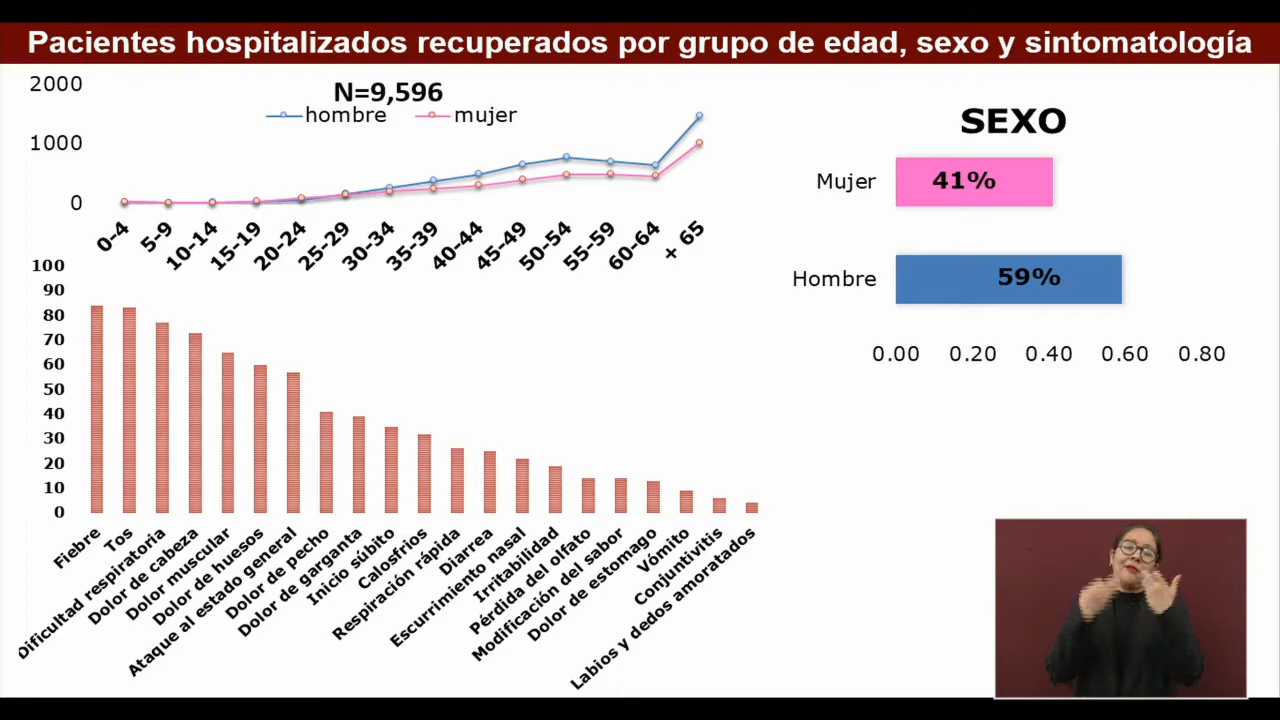 Pacientes hospitalizados recuperados por grupo de edad, sexo y sintomatología
N=9,596
hombre mujer
2000
1000
0
0-4
5-9
10-14
15-19
20-24
25-29
30-34
35-39
40-44
45-49
50-54
55-59
60-64
+ 65
SEXO
Mujer
41%
Hombre
59%
0.00 0.20 0.40 0.60 0.80
100
90
80
70
60
50
40
30
20
10
0
Fiebre
Tos
Dificultad respiratoria
Dolor de cabeza
Dolor muscular
Dolor de huesos
Ataque al estado general
Dolor de pecho
Dolor de garganta
Inicio súbito
Calosfrios
Respiración rápida
Diarrea
Escurrimiento nasal
Irritabilidad
Pérdida del olfato
Modificación del sabor
Dolor de estomago
Vómito
Conjuntivitis
Labios y dedos amoratados